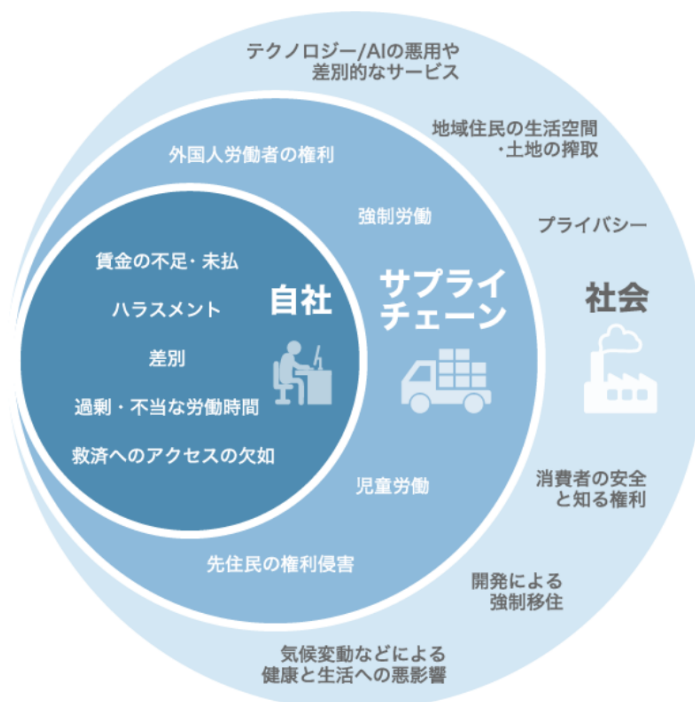 テクノロジー/AIの悪用や
差別的なサービス
地域住民の生活空間
・土地の搾取
外国人労働者の権利
強制労働
プライバシー
賃金の不足・未払
ハラスメント
差別
過剰・不当な労働時間
救済へのアクセスの欠如
自社
サプライ
チェーン
社会
児童労働
消費者の安全
と知る権利
先住民の権利侵害
開発による
強制移住
気候変動などによる
健康と生活への悪影響